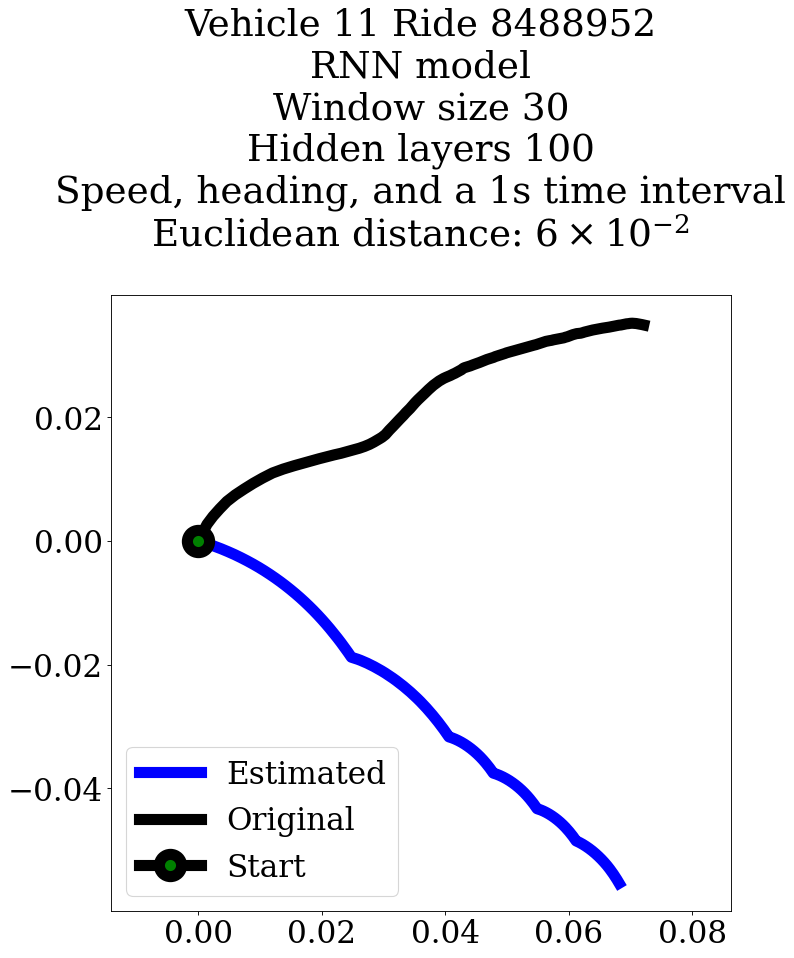 Vehicle 11 Ride 8488952
RNN model
Window size 30
Hidden layers 100
Speed, heading, and a 1s time interval
Euclidean distance: 6 × 10⁻²
0.02
0.00
−0.02
−0.04
Estimated
Original
Start
0.00 0.02 0.04 0.06 0.08